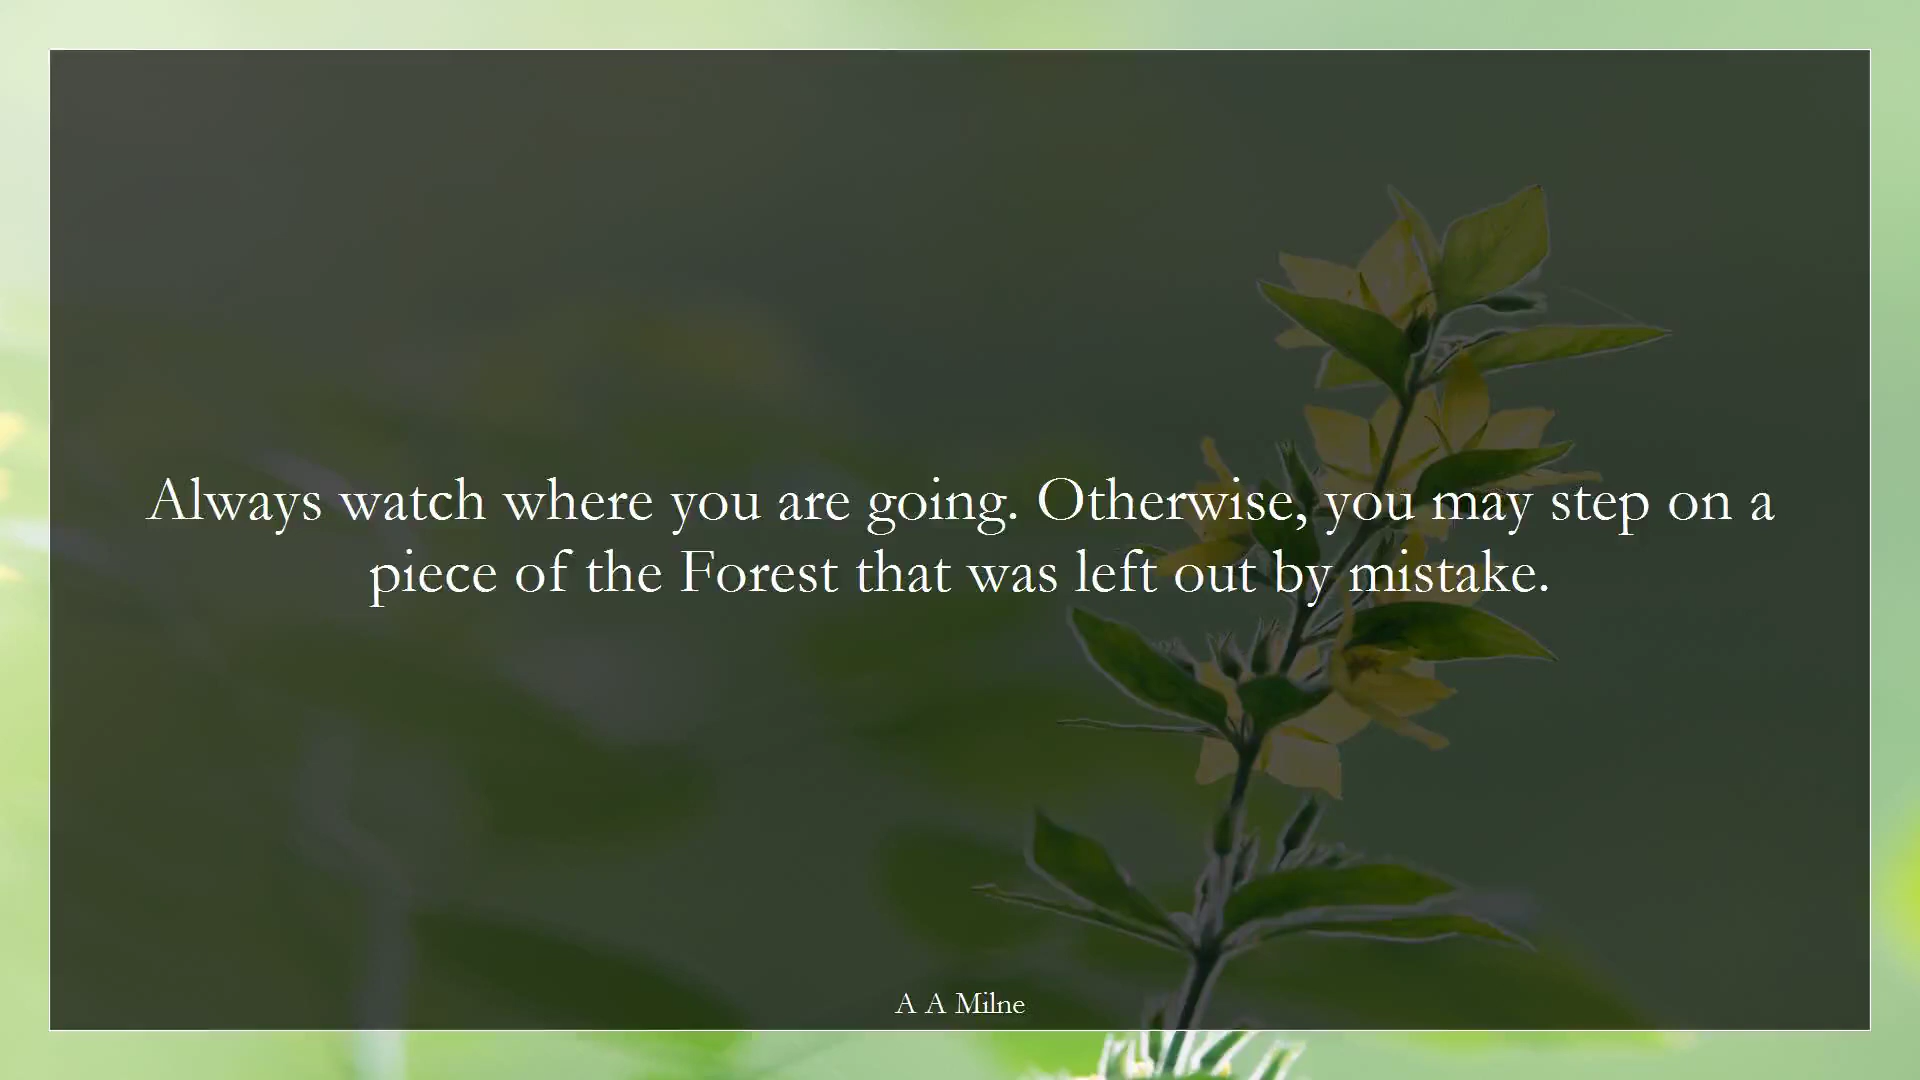 Always watch where you are going. Otherwise, you may step on a
piece of the Forest that was left out by mistake.
A A Milne